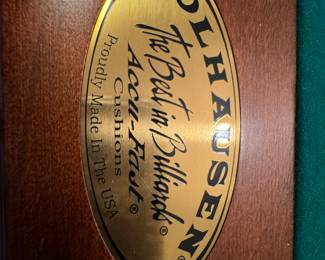 OLHAUSEN®
The Best in Billiards®
Accu-Fast®
Cushions
Proudly Made In The USA